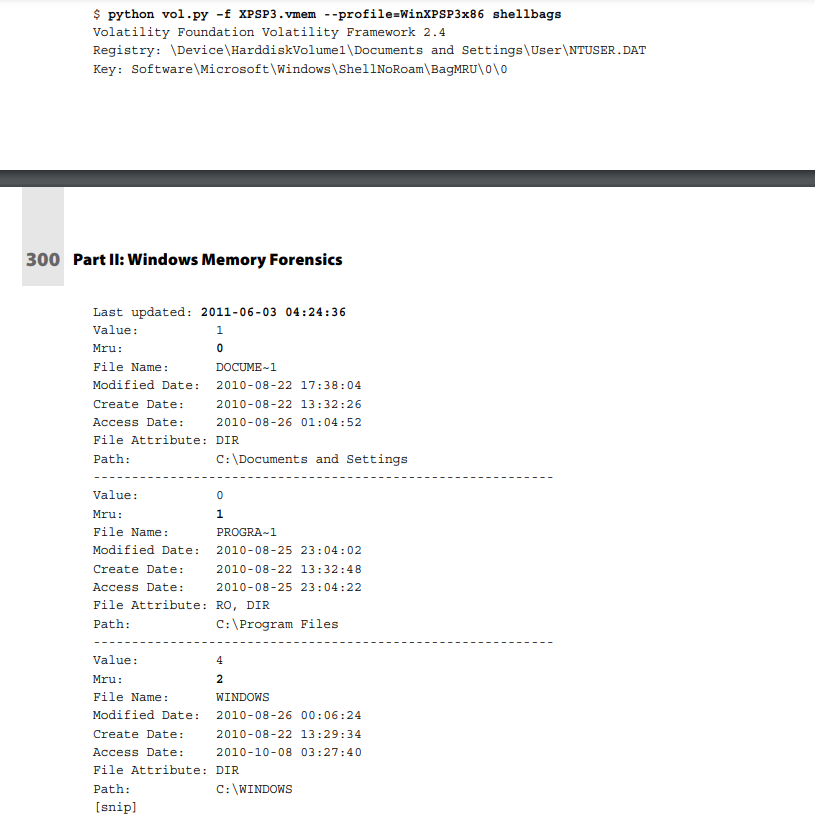 $ python vol.py -f XPSP3.vmem --profile=WinXPSP3x86 shellbags
Volatility Foundation Volatility Framework 2.4
Registry: \Device\HarddiskVolume1\Documents and Settings\User\NTUSER.DAT
Key: Software\Microsoft\Windows\ShellNoRoam\BagMRU\0\0
300 Part II: Windows Memory Forensics
Last updated: 2011-06-03 04:24:36
Value: 1
Mru: 0
File Name: DOCUME~1
Modified Date: 2010-08-22 17:38:04
Create Date: 2010-08-22 13:32:26
Access Date: 2010-08-26 01:04:52
File Attribute: DIR
Path: C:\Documents and Settings
------------------------------------------------------------
Value: 0
Mru: 1
File Name: PROGRA~1
Modified Date: 2010-08-25 23:04:02
Create Date: 2010-08-22 13:32:48
Access Date: 2010-08-25 23:04:22
File Attribute: RO, DIR
Path: C:\Program Files
------------------------------------------------------------
Value: 4
Mru: 2
File Name: WINDOWS
Modified Date: 2010-08-26 00:06:24
Create Date: 2010-08-22 13:29:34
Access Date: 2010-10-08 03:27:40
File Attribute: DIR
Path: C:\WINDOWS
[snip]